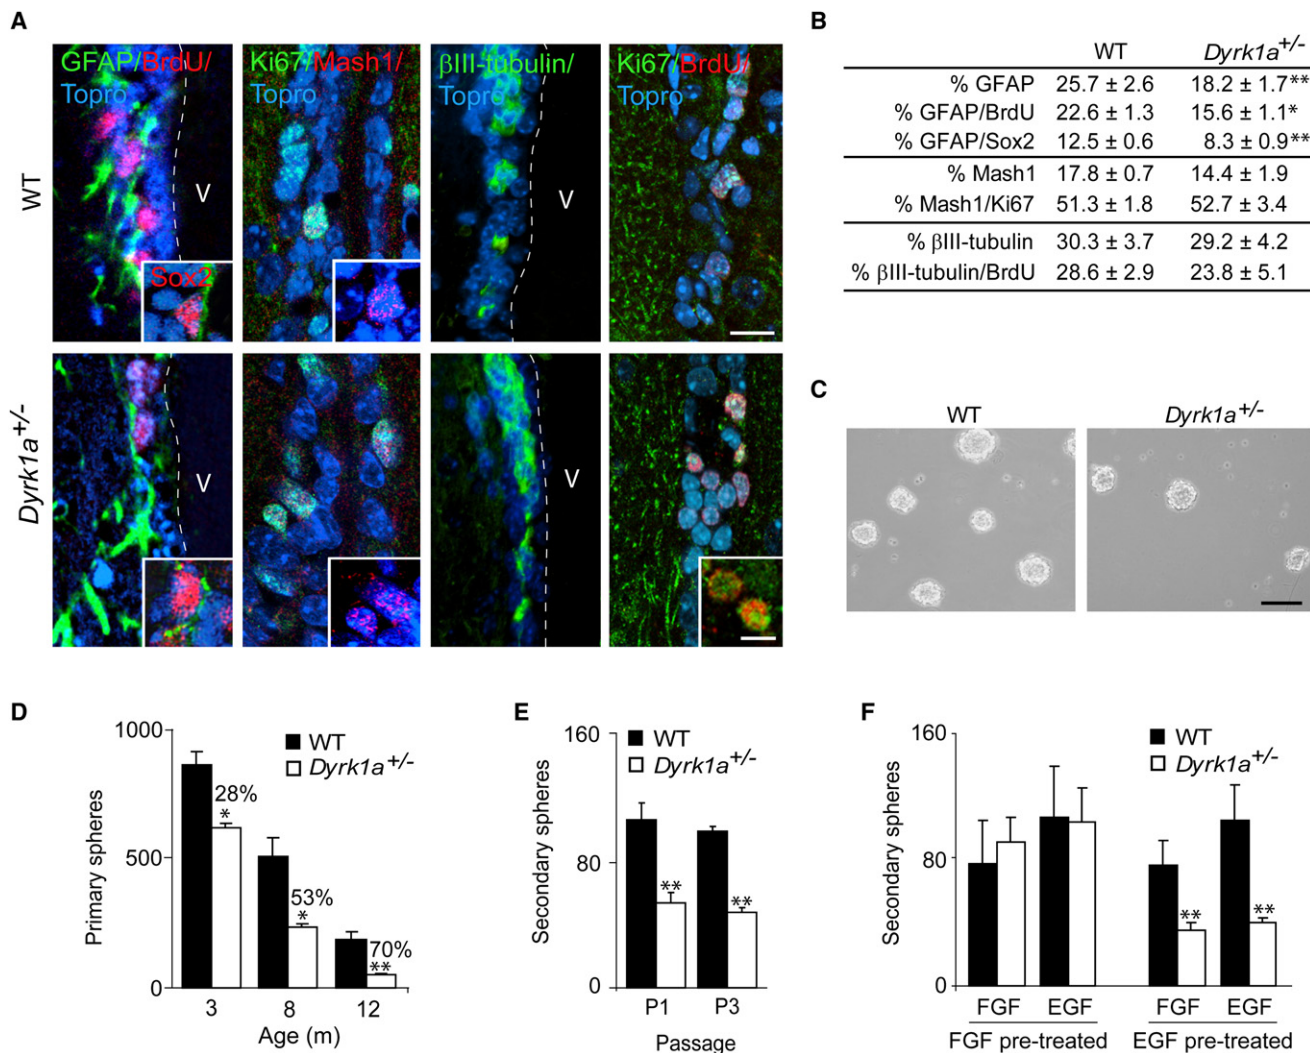 A
GFAP/BrdU/
Topro
Ki67/Mash1/
Topro
βIII-tubulin/
Topro
Ki67/BrdU/
Topro
WT
V
V
Sox2
Dyrk1a+/-
V
V
B
WT Dyrk1a+/-
% GFAP 25.7 ± 2.6 18.2 ± 1.7**
% GFAP/BrdU 22.6 ± 1.3 15.6 ± 1.1*
% GFAP/Sox2 12.5 ± 0.6 8.3 ± 0.9**
% Mash1 17.8 ± 0.7 14.4 ± 1.9
% Mash1/Ki67 51.3 ± 1.8 52.7 ± 3.4
% βIII-tubulin 30.3 ± 3.7 29.2 ± 4.2
% βIII-tubulin/BrdU 28.6 ± 2.9 23.8 ± 5.1
C
WT Dyrk1a+/-
D
Primary spheres
1000
500
0
WT
Dyrk1a+/-
28%
*
53%
*
70%
**
3 8 12
Age (m)
E
Secondary spheres
160
80
0
WT
Dyrk1a+/-
**
**
P1 P3
Passage
F
Secondary spheres
160
80
0
WT
Dyrk1a+/-
**
**
FGF EGF FGF EGF
FGF pre-treated EGF pre-treated